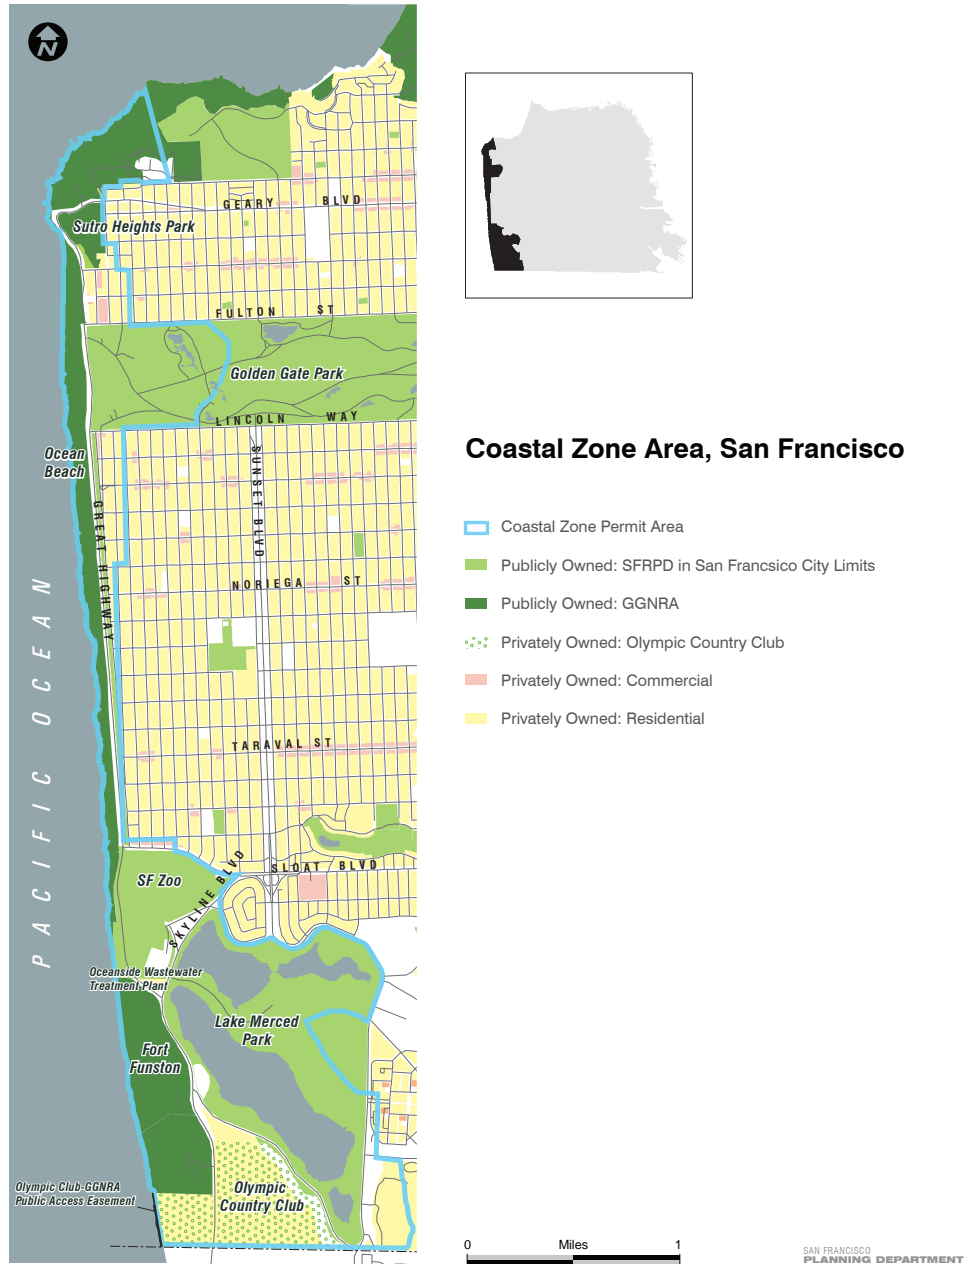 N
GEARY BLVD
Sutro Heights Park
FULTON ST
Golden Gate Park
LINCOLN WAY
Ocean
Beach
SUNSET BLVD
GREAT HIGHWAY
NORIEGA ST
PACIFIC OCEAN
TARAVAL ST
SLOAT BLVD
SF Zoo
SKYLINE BLVD
Oceanside Wastewater
Treatment Plant
Lake Merced
Park
Fort
Funston
Olympic Club-GGNRA
Public Access Easement
Olympic
Country Club
Coastal Zone Area, San Francisco
Coastal Zone Permit Area
Publicly Owned: SFRPD in San Francsico City Limits
Publicly Owned: GGNRA
Privately Owned: Olympic Country Club
Privately Owned: Commercial
Privately Owned: Residential
0 Miles 1
SAN FRANCISCO
PLANNING DEPARTMENT